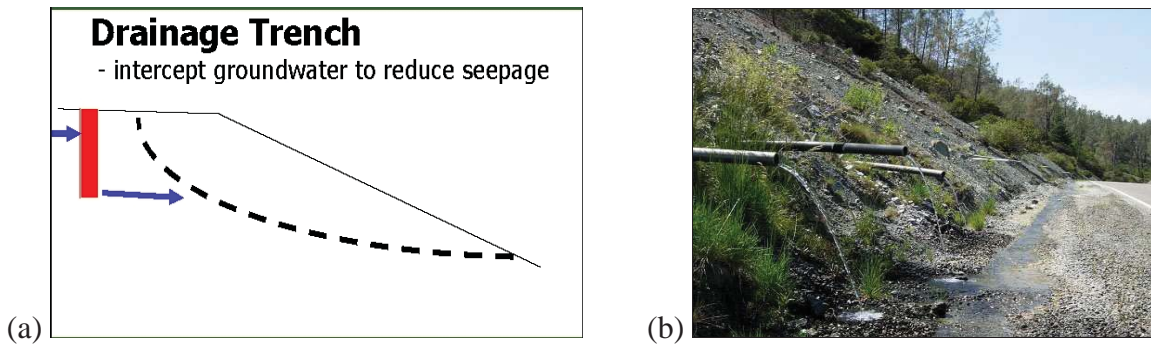 Drainage Trench
- intercept groundwater to reduce seepage
(a)
(b)